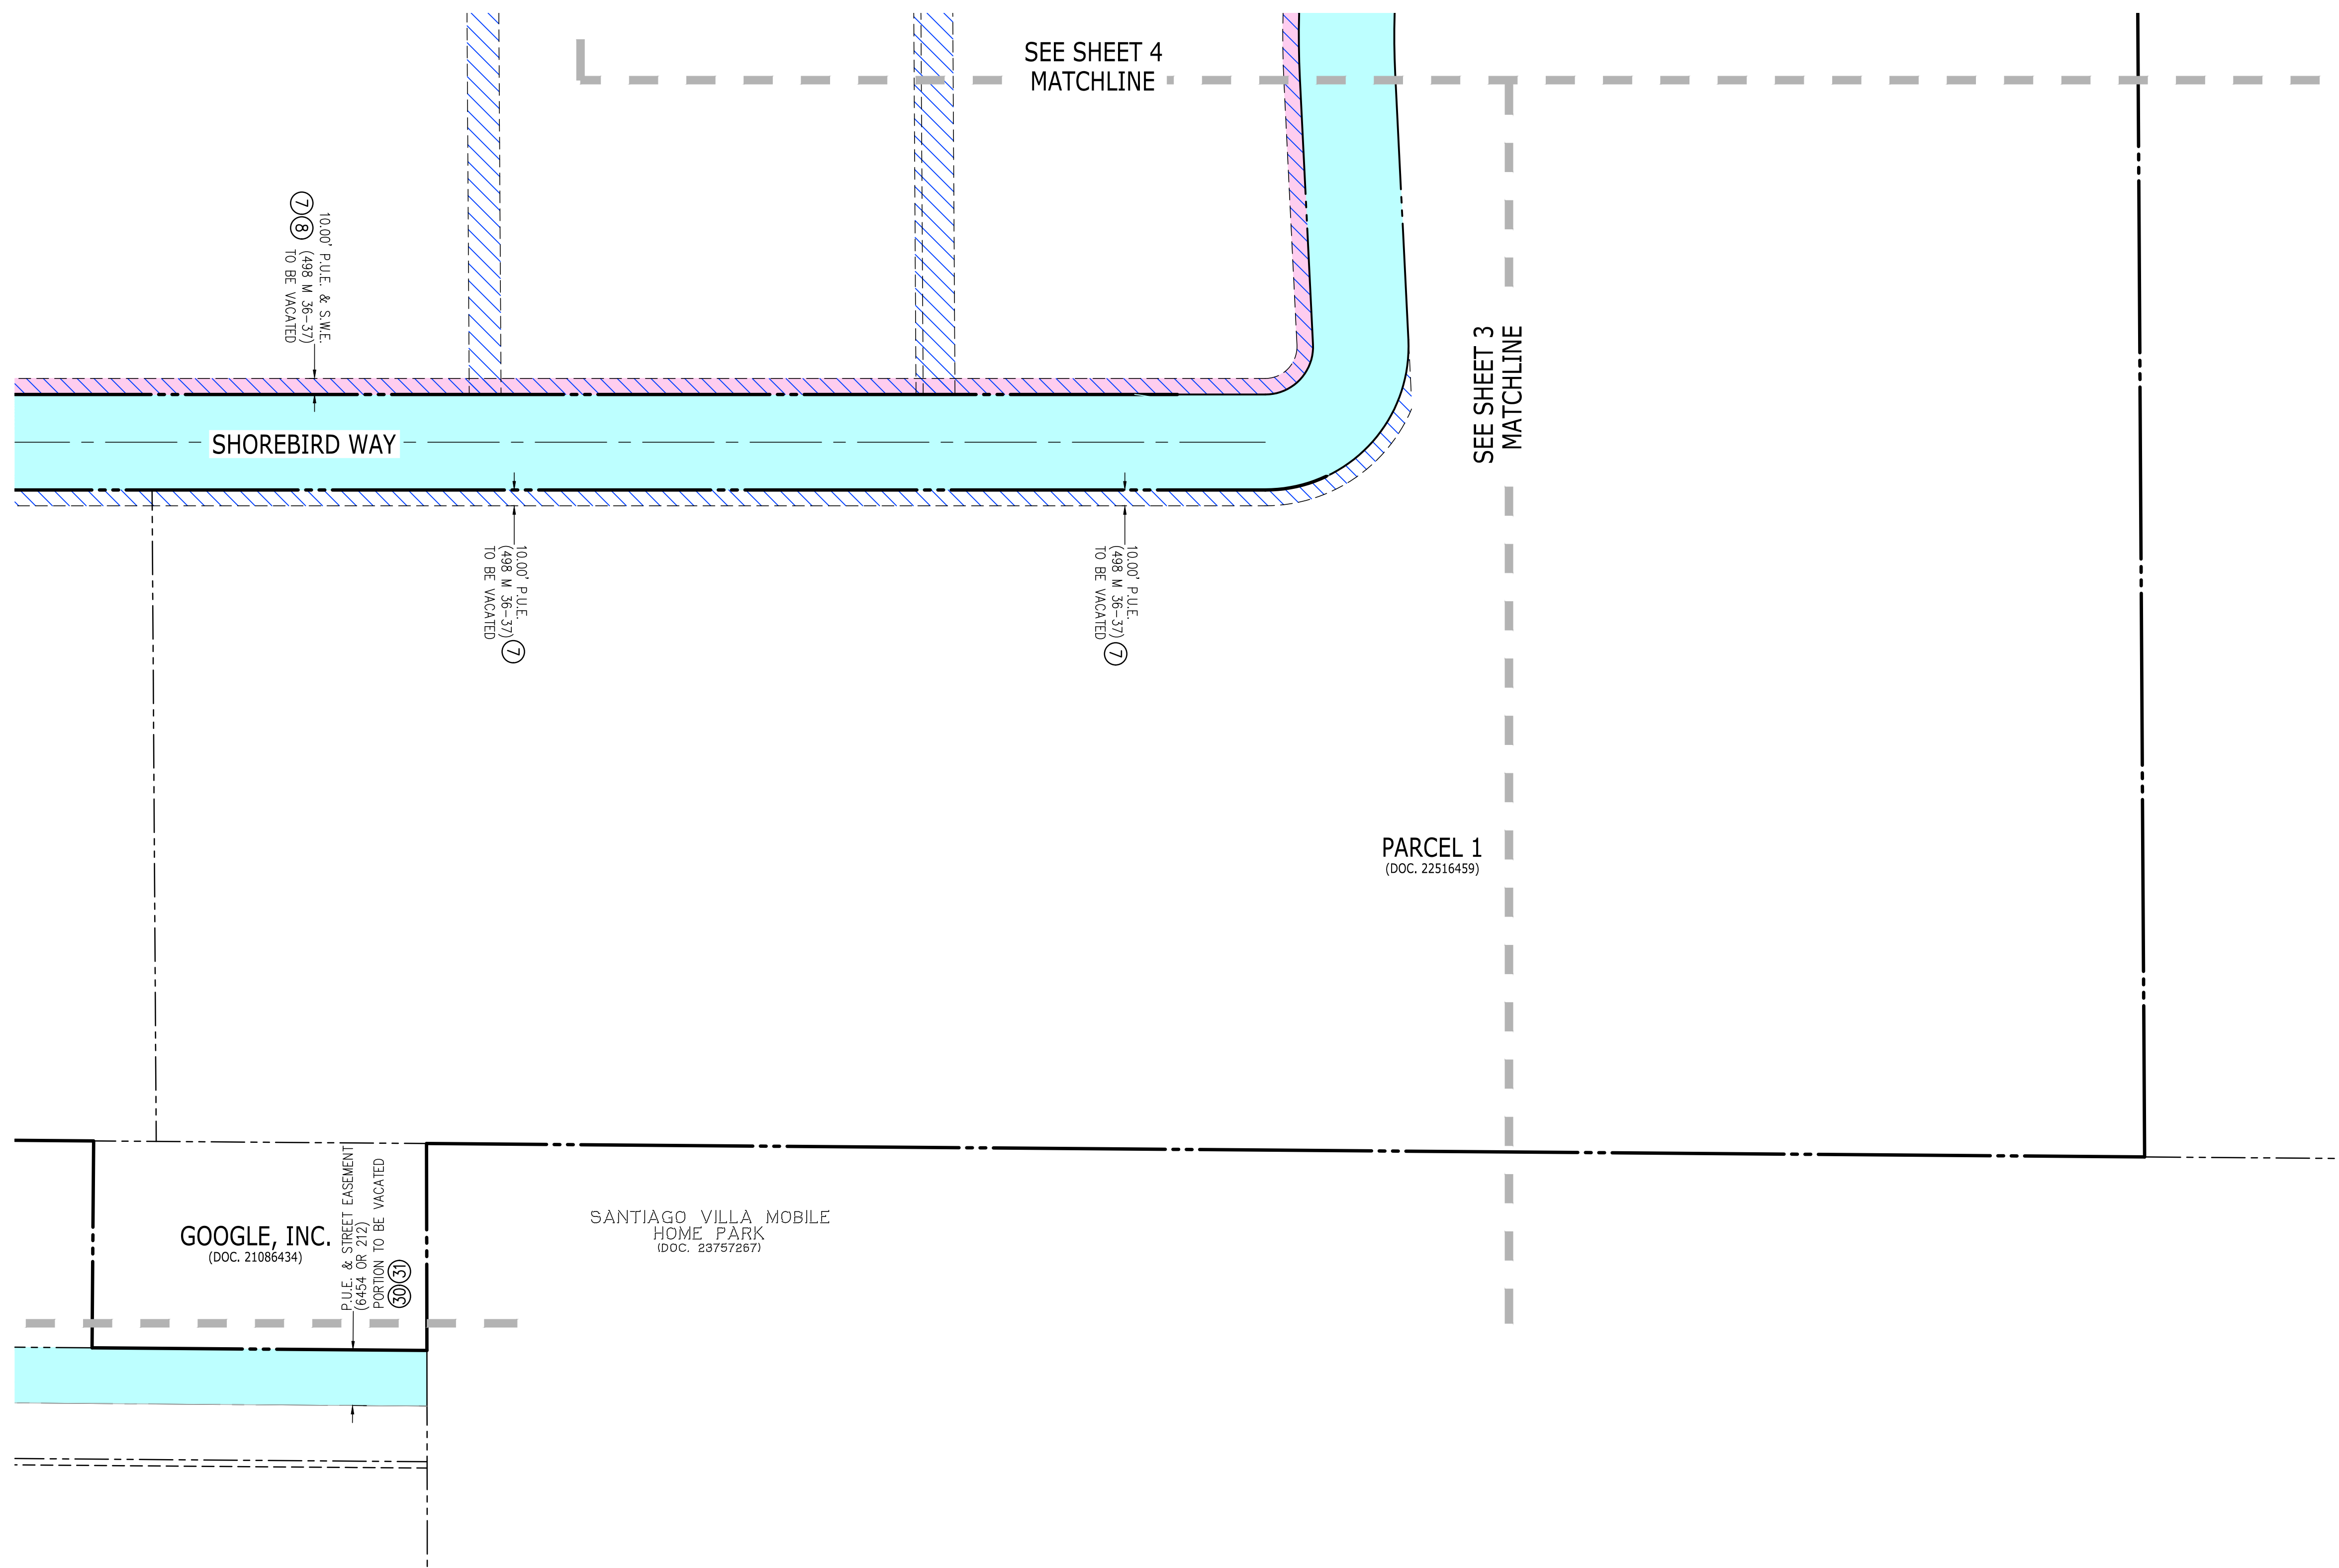 SEE SHEET 4
MATCHLINE
10.00' P.U.E. & S.W.E.
(498 M 36-37)
TO BE VACATED
7 8
SEE SHEET 3
MATCHLINE
SHOREBIRD WAY
10.00' P.U.E.
(498 M 36-37)
TO BE VACATED
7
10.00' P.U.E.
(498 M 36-37)
TO BE VACATED
7
PARCEL 1
(DOC. 22516459)
P.U.E. & STREET EASEMENT
(6454 OR 212)
PORTION TO BE VACATED
30 31
GOOGLE, INC.
(DOC. 21086434)
SANTIAGO VILLA MOBILE
HOME PARK
(DOC. 23757267)